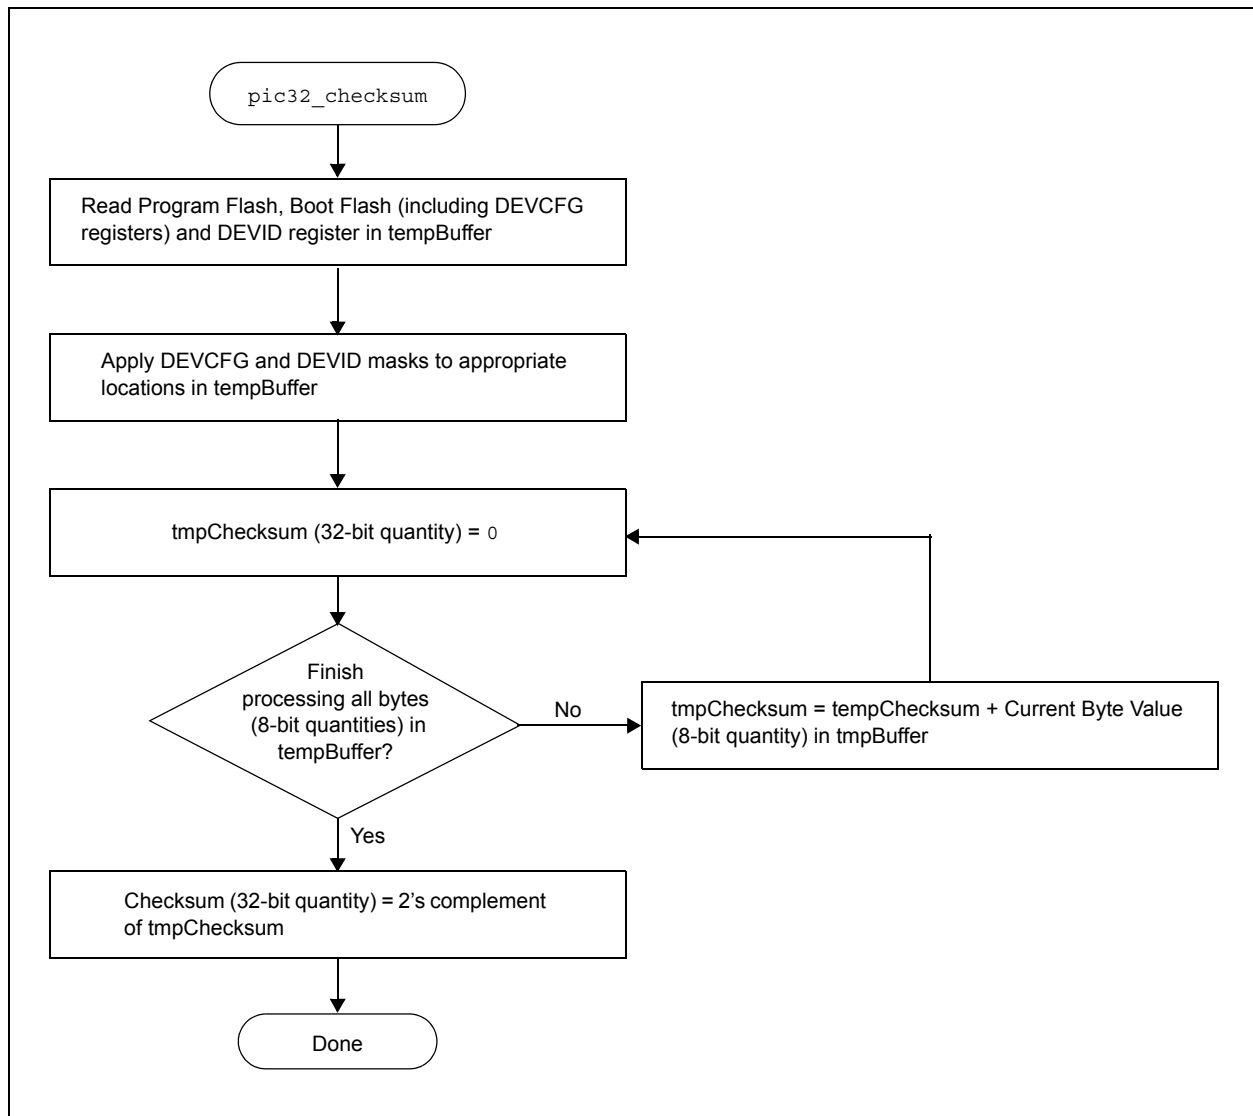 pic32_checksum
Read Program Flash, Boot Flash (including DEVCFG
registers) and DEVID register in tempBuffer
Apply DEVCFG and DEVID masks to appropriate
locations in tempBuffer
tmpChecksum (32-bit quantity) = 0
Finish
processing all bytes
(8-bit quantities) in
tempBuffer?
No
tmpChecksum = tempChecksum + Current Byte Value
(8-bit quantity) in tmpBuffer
Yes
Checksum (32-bit quantity) = 2’s complement
of tmpChecksum
Done